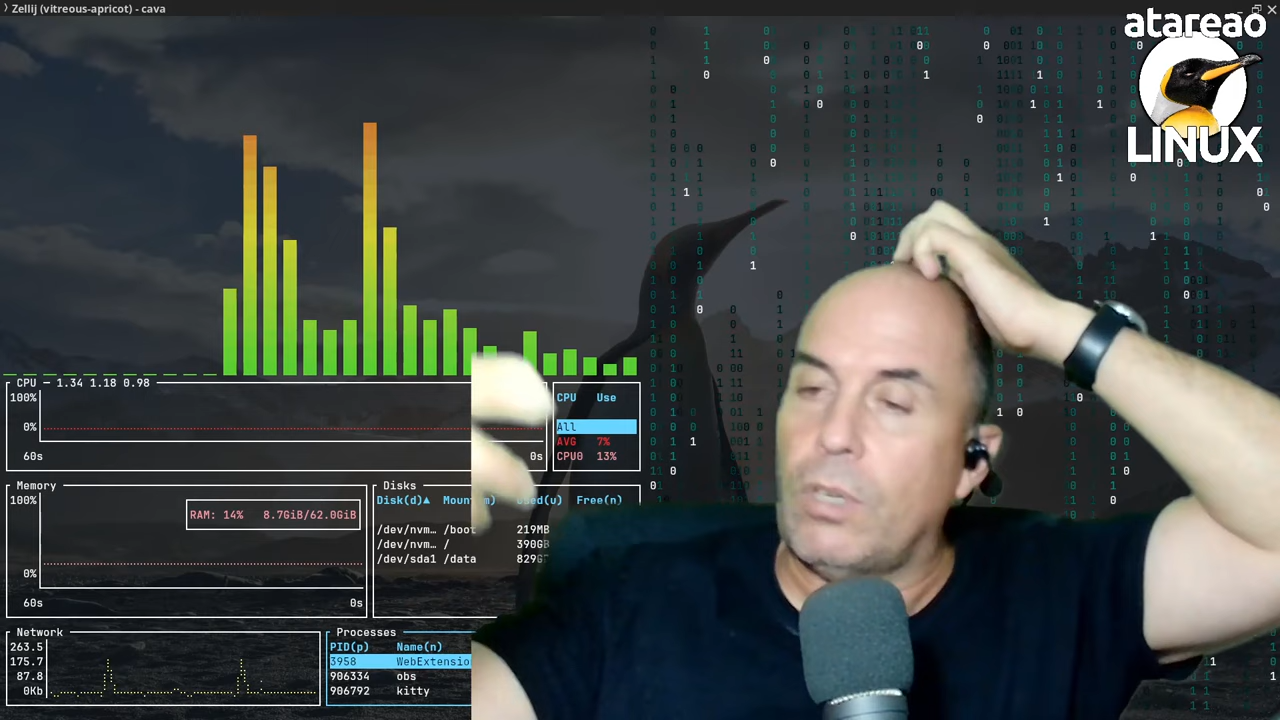 Zellij (vitreous-apricot) - cava
atareao
LINUX
CPU — 1.34 1.18 0.98
100%
0%
60s 0s
CPU Use
All
AVG 7%
CPU0 13%
Memory
100%
RAM: 14% 8.7GiB/62.0GiB
0%
60s 0s
Disks
Disk(d)▲ Mount(m) Used(u) Free(n)
/dev/nvm… /boot 219MB
/dev/nvm… / 390GB
/dev/sda1 /data
Network
263.5
175.7
87.8
0Kb
Processes
PID(p) Name(n)
3958 WebExtensio
906334 obs
906792 kitty